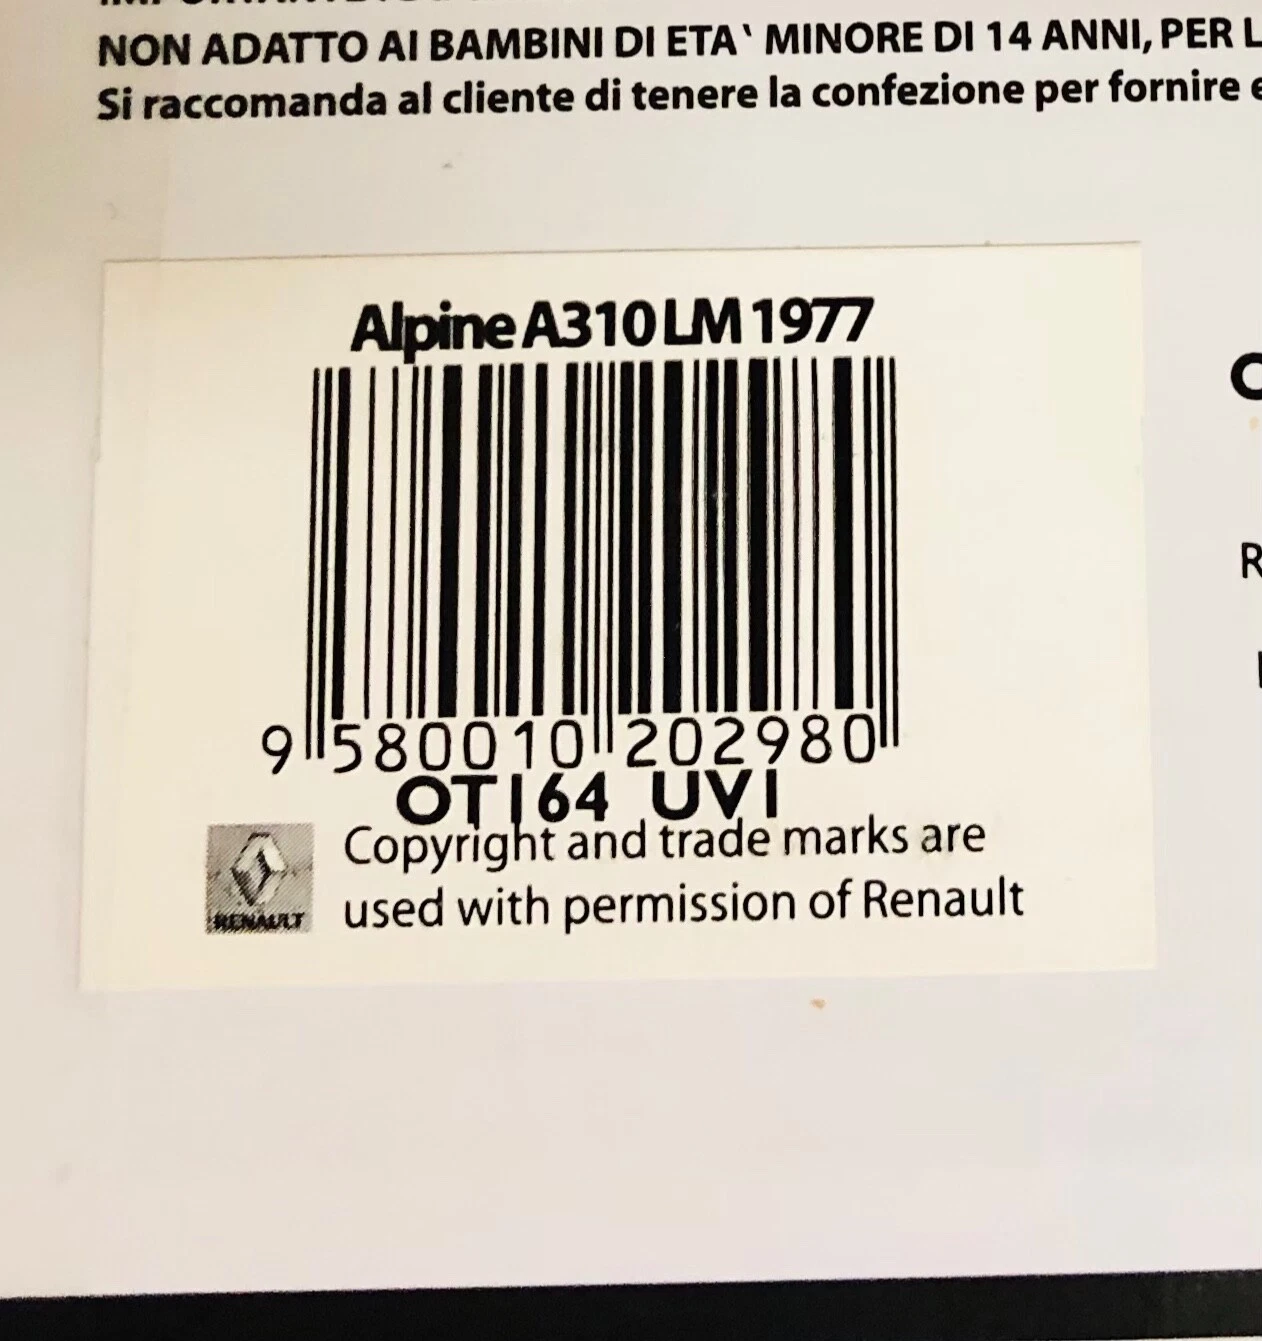 NON ADATTO AI BAMBINI DI ETA` MINORE DI 14 ANNI, PER L
Si raccomanda al cliente di tenere la confezione per fornire e
Alpine A310 LM 1977
9 580010 202980
OT164 UV1
RENAULT
Copyright and trade marks are
used with permission of Renault